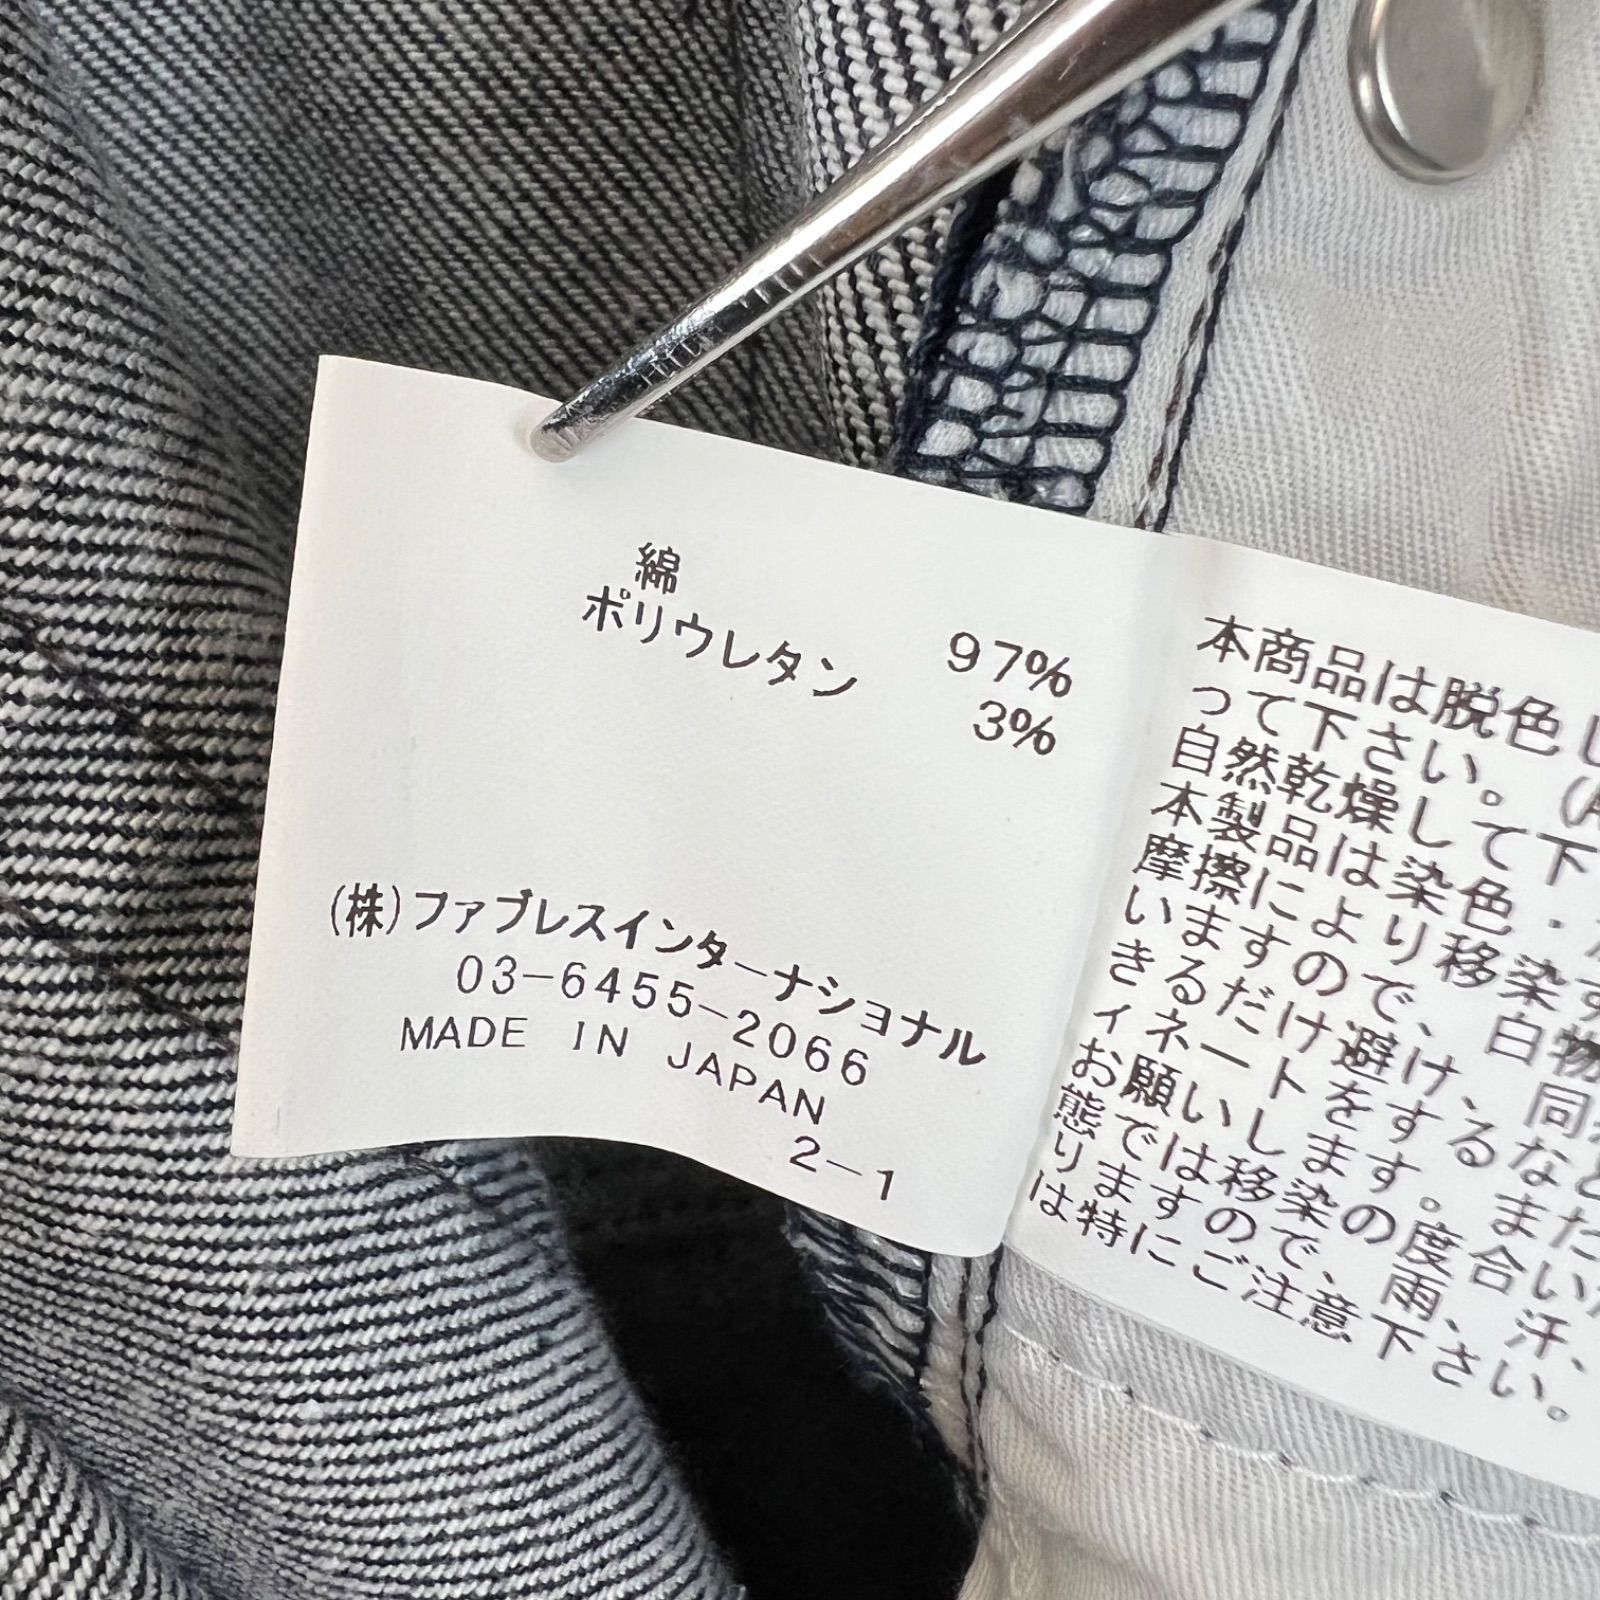 綿 97%
ポリウレタン 3%
(株)ファブレスインターナショナル
03-6455-2066
MADE IN JAPAN
2-1
本商品は脱色し
って下さい。(
自然乾燥して下
本製品は染色・
摩擦により移染す
いますので、白物
きるだけ避け、同
ィネートをするなど
お願いします。また
態では移染の度合い
りますので、雨、汗、
は特にご注意下さい。